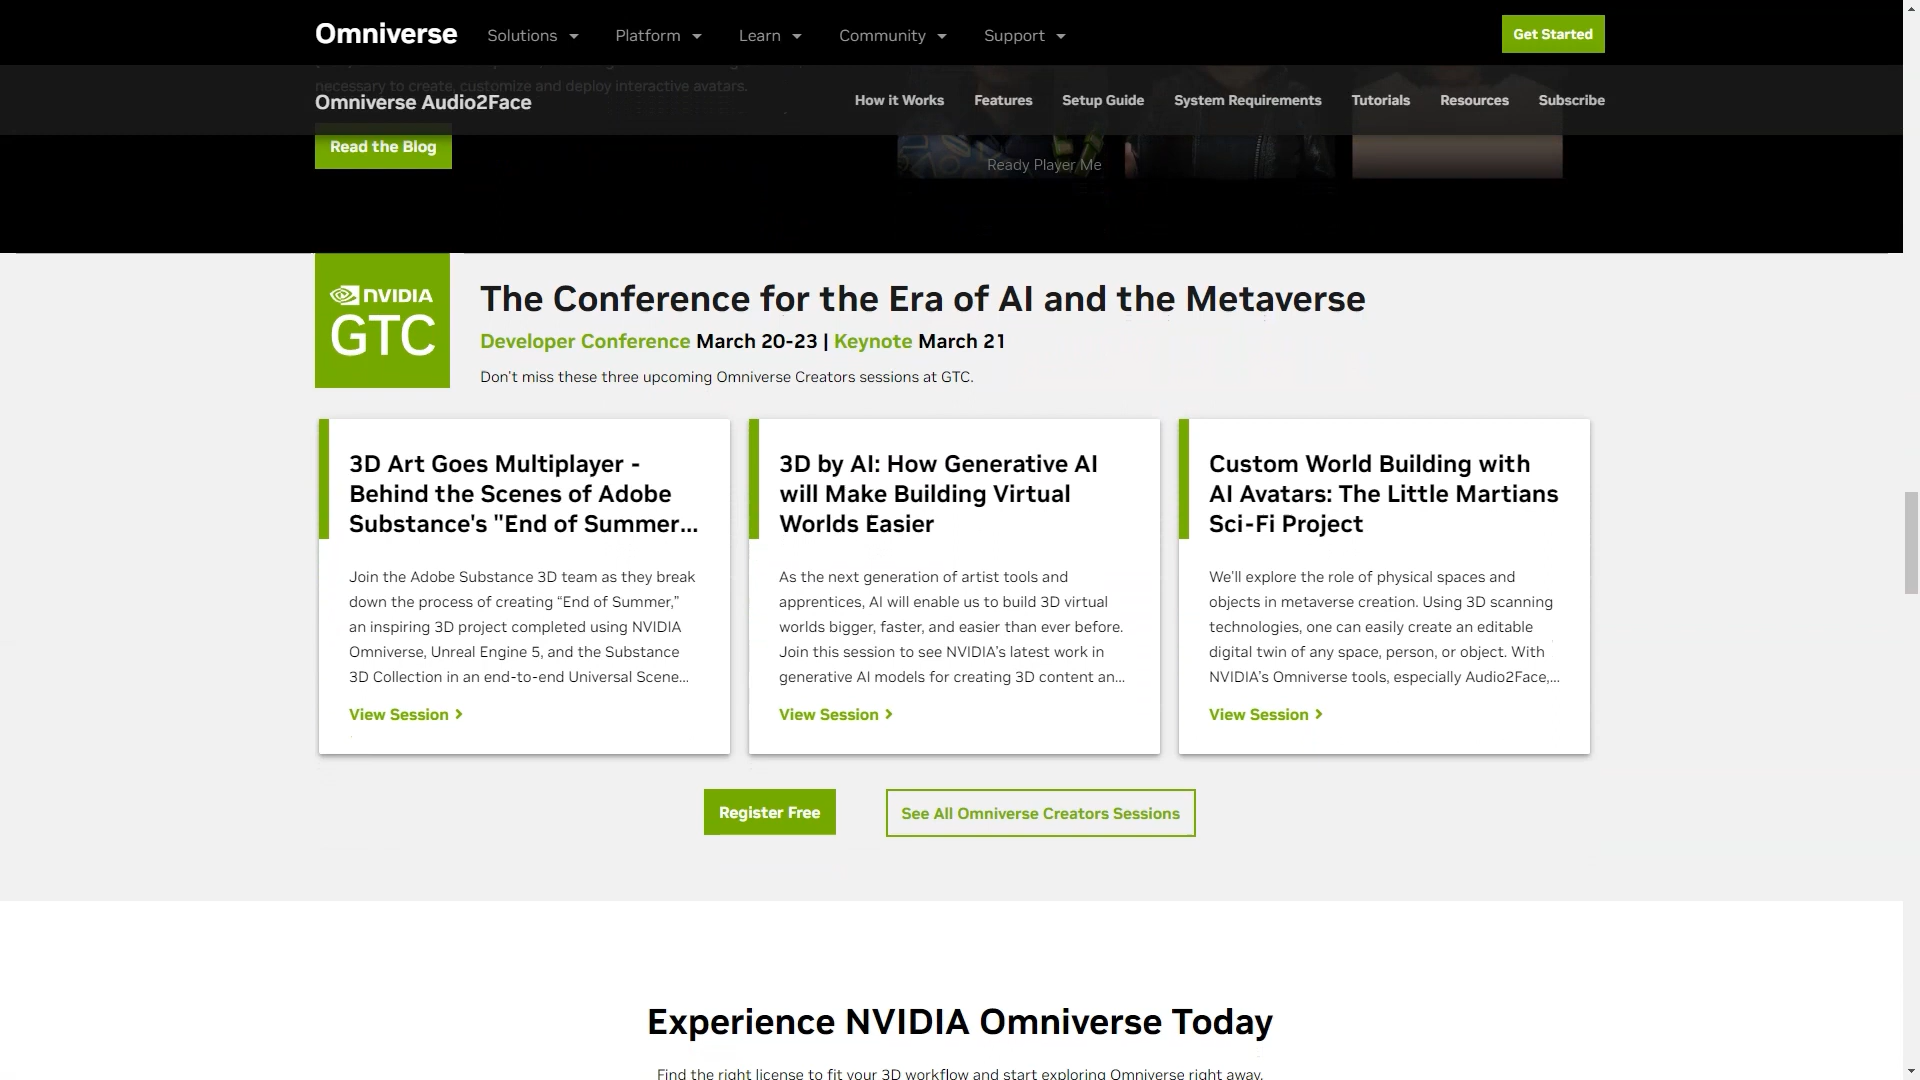 Omniverse Solutions Platform Learn Community Support Get Started
necessary to create, customize and deploy interactive avatars.
Omniverse Audio2Face How it Works Features Setup Guide System Requirements Tutorials Resources Subscribe
Read the Blog
Ready Player Me
NVIDIA
GTC
The Conference for the Era of AI and the Metaverse
Developer Conference March 20-23 | Keynote March 21
Don't miss these three upcoming Omniverse Creators sessions at GTC.
3D Art Goes Multiplayer -
Behind the Scenes of Adobe
Substance's "End of Summer...
Join the Adobe Substance 3D team as they break
down the process of creating “End of Summer,”
an inspiring 3D project completed using NVIDIA
Omniverse, Unreal Engine 5, and the Substance
3D Collection in an end-to-end Universal Scene...
View Session
3D by AI: How Generative AI
will Make Building Virtual
Worlds Easier
As the next generation of artist tools and
apprentices, AI will enable us to build 3D virtual
worlds bigger, faster, and easier than ever before.
Join this session to see NVIDIA's latest work in
generative AI models for creating 3D content an...
View Session
Custom World Building with
AI Avatars: The Little Martians
Sci-Fi Project
We'll explore the role of physical spaces and
objects in metaverse creation. Using 3D scanning
technologies, one can easily create an editable
digital twin of any space, person, or object. With
NVIDIA's Omniverse tools, especially Audio2Face,...
View Session
Register Free
See All Omniverse Creators Sessions
Experience NVIDIA Omniverse Today
Find the right license to fit your 3D workflow and start exploring Omniverse right away.